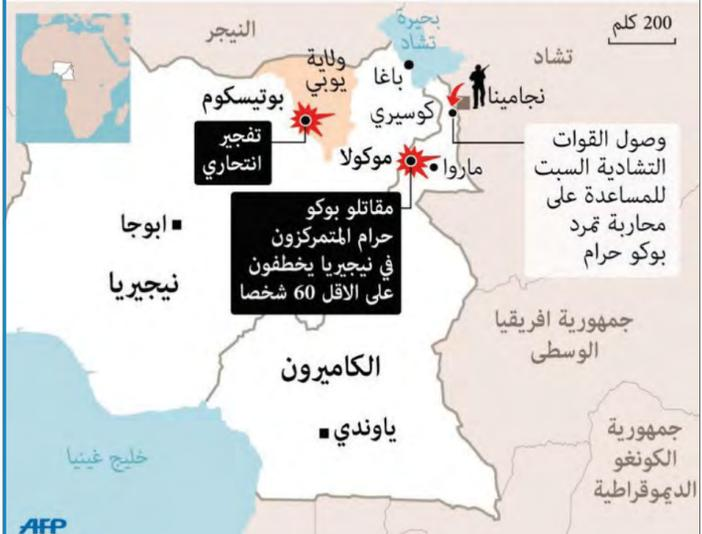 200 كلم
النيجر
بحيرة
تشاد
تشاد
ولاية
يوبي
باغا
نجامينا
بوتيسكوم
كوسيري
تفجير
انتحاري
موكولا
ماروا
وصول القوات
التشادية السبت
للمساعدة على
محاربة تمرد
بوكو حرام
مقاتلو بوكو
حرام المتمركزون
في نيجيريا يخطفون
على الاقل 60 شخصا
ابوجا
نيجيريا
جمهورية افريقيا
الوسطى
الكاميرون
ياوندي
جمهورية
الكونغو
الديموقراطية
خليج غينيا
AFP